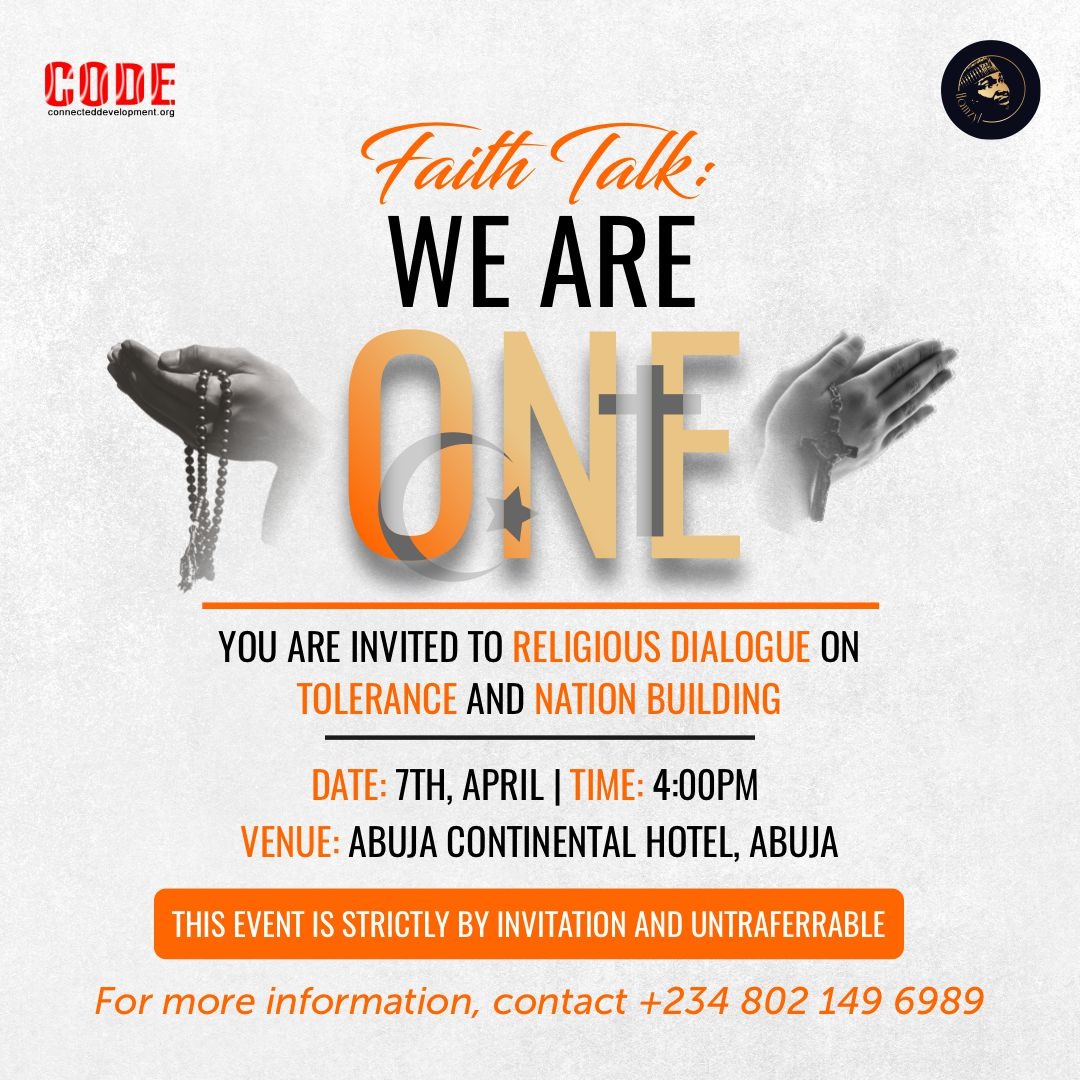 CODE
connecteddevelopment.org
Faith Talk:
WE ARE
ONE
YOU ARE INVITED TO RELIGIOUS DIALOGUE ON
TOLERANCE AND NATION BUILDING
DATE: 7TH, APRIL | TIME: 4:00PM
VENUE: ABUJA CONTINENTAL HOTEL, ABUJA
THIS EVENT IS STRICTLY BY INVITATION AND UNTRAFERRABLE
For more information, contact +234 802 149 6989